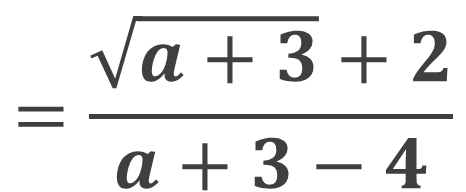 = (√(a + 3) + 2) / (a + 3 − 4)